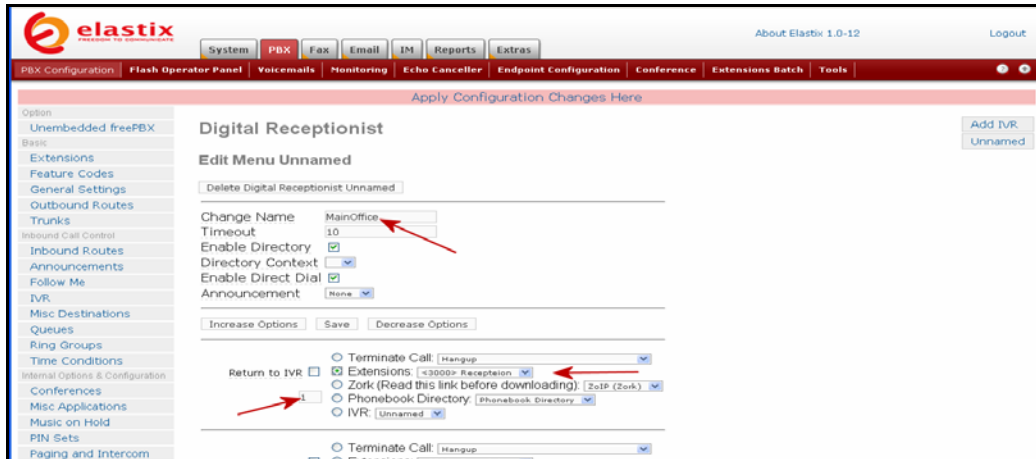 elastix
FREEDOM TO COMMUNICATE
About Elastix 1.0-12
Logout
System PBX Fax Email IM Reports Extras
PBX Configuration Flash Operator Panel Voicemails Monitoring Echo Canceller Endpoint Configuration Conference Extensions Batch Tools
Apply Configuration Changes Here
Option
Unembedded freePBX
Basic
Extensions
Feature Codes
General Settings
Outbound Routes
Trunks
Inbound Call Control
Inbound Routes
Announcements
Follow Me
IVR
Misc Destinations
Queues
Ring Groups
Time Conditions
Internal Options & Configuration
Conferences
Misc Applications
Music on Hold
PIN Sets
Paging and Intercom
Digital Receptionist
Edit Menu Unnamed
Delete Digital Receptionist Unnamed
Change Name MainOffice
Timeout 10
Enable Directory
Directory Context
Enable Direct Dial
Announcement None
Increase Options Save Decrease Options
Terminate Call: Hangup
Return to IVR Extensions: <3000> Recepteion
Zork (Read this link before downloading): ZoIP (Zork)
1 Phonebook Directory: Phonebook Directory
IVR: Unnamed
Terminate Call: Hangup
Add IVR
Unnamed